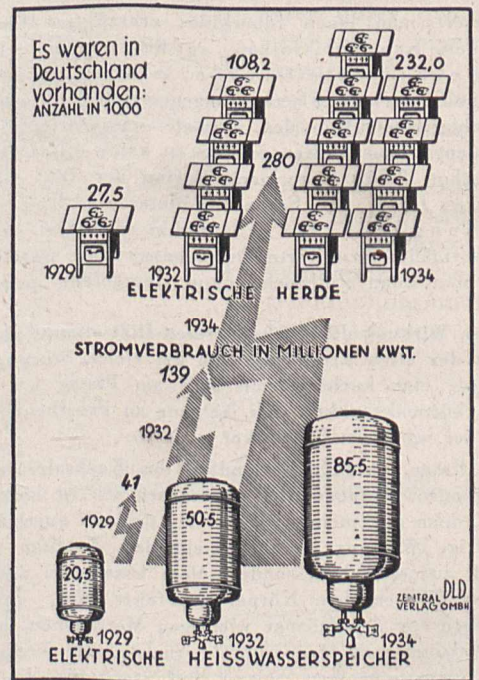 Es waren in
Deutschland
vorhanden:
ANZAHL IN 1000
27,5
1929
108,2
1932
232,0
1934
ELEKTRISCHE HERDE
280
1934
STROMVERBRAUCH IN MILLIONEN KWST.
139
1932
41
1929
20,5
1929
50,5
1932
85,5
1934
ZENTRAL DLD
VERLAG GMBH
ELEKTRISCHE HEISSWASSERSPEICHER